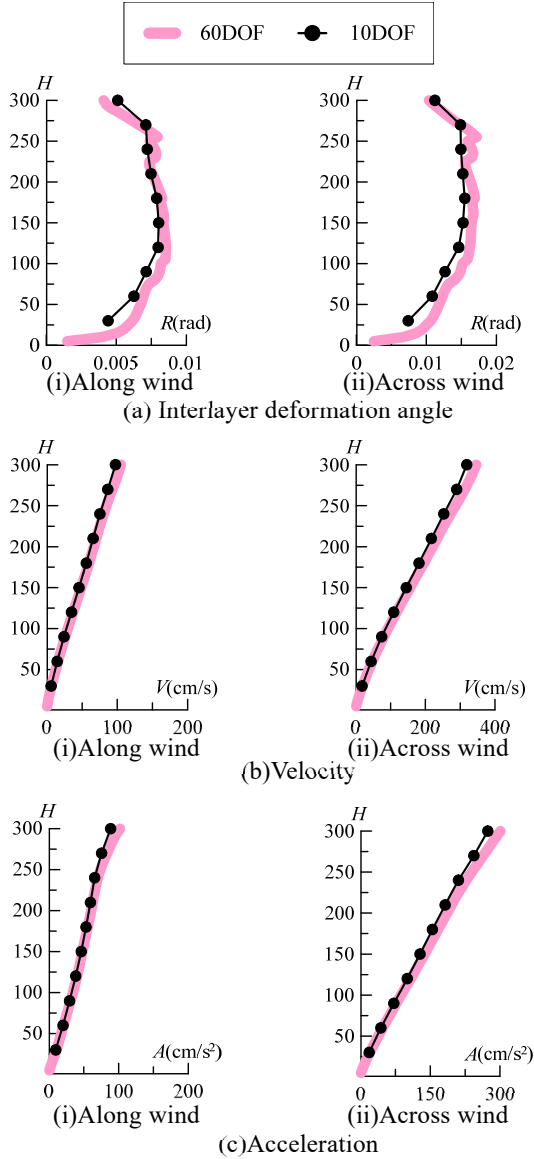 60DOF 10DOF
H H
300 300
250 250
200 200
150 150
100 100
50 50
R(rad) R(rad)
0 0
0 0.005 0.01 0 0.01 0.02
(i)Along wind (ii)Across wind
(a) Interlayer deformation angle
H H
300 300
250 250
200 200
150 150
100 100
50 50
V(cm/s) V(cm/s)
0 100 200 0 200 400
(i)Along wind (ii)Across wind
(b)Velocity
H H
300 300
250 250
200 200
150 150
100 100
50 50
A(cm/s²) A(cm/s²)
0 100 200 0 150 300
(i)Along wind (ii)Across wind
(c)Acceleration